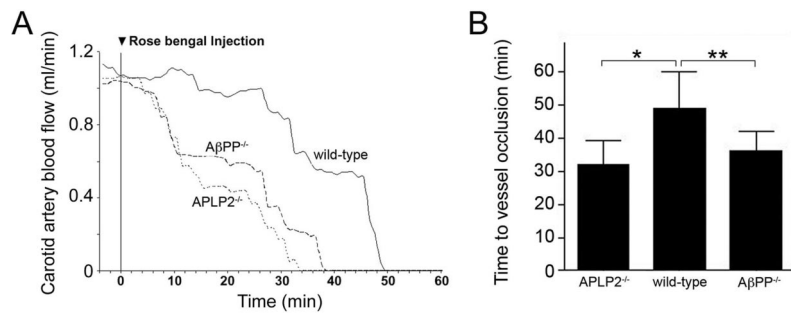 A
▼ Rose bengal Injection
Carotid artery blood flow (ml/min)
1.2
0.8
0.4
0
wild-type
AβPP-/-
APLP2-/-
0 10 20 30 40 50 60
Time (min)
B
* **
Time to vessel occlusion (min)
60
50
40
30
20
10
0
APLP2-/- wild-type AβPP-/-